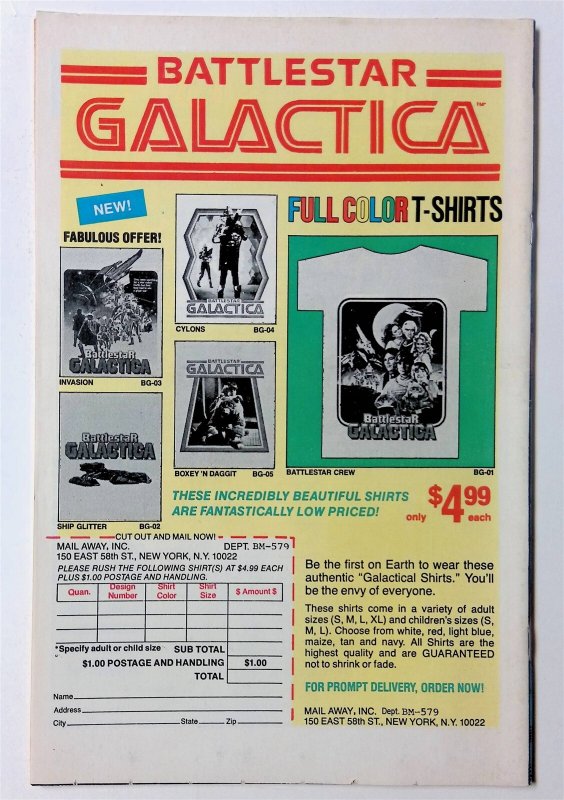 BATTLESTAR
GALACTICA™
NEW!
FABULOUS OFFER!
FULL COLOR T-SHIRTS
BATTLESTAR
GALACTICA
CYLONS BG-04
BattlestaR
GALACTICA
INVASION BG-03
BATTLESTAR
GALACTICA
BOXEY 'N DAGGIT BG-05
BattlestaR
GALACTICA
SHIP GLITTER BG-02
BattlestaR
GALACTICA
BATTLESTAR CREW BG-01
THESE INCREDIBLY BEAUTIFUL SHIRTS
ARE FANTASTICALLY LOW PRICED!
only $4.99 each
CUT OUT AND MAIL NOW!
MAIL AWAY, INC. DEPT. BM-579
150 EAST 58th ST., NEW YORK, N.Y. 10022
PLEASE RUSH THE FOLLOWING SHIRT(S) AT $4.99 EACH
PLUS $1.00 POSTAGE AND HANDLING.
Quan. Design Number Shirt Color Shirt Size $ Amount $
*Specify adult or child size SUB TOTAL
$1.00 POSTAGE AND HANDLING $1.00
TOTAL
Name
Address
City State Zip
Be the first on Earth to wear these
authentic "Galactical Shirts." You'll
be the envy of everyone.
These shirts come in a variety of adult
sizes (S, M, L, XL) and children's sizes (S,
M, L). Choose from white, red, light blue,
maize, tan and navy. All Shirts are the
highest quality and are GUARANTEED
not to shrink or fade.
FOR PROMPT DELIVERY, ORDER NOW!
MAIL AWAY, INC. Dept. BM-579
150 EAST 58th ST., NEW YORK, N.Y. 10022